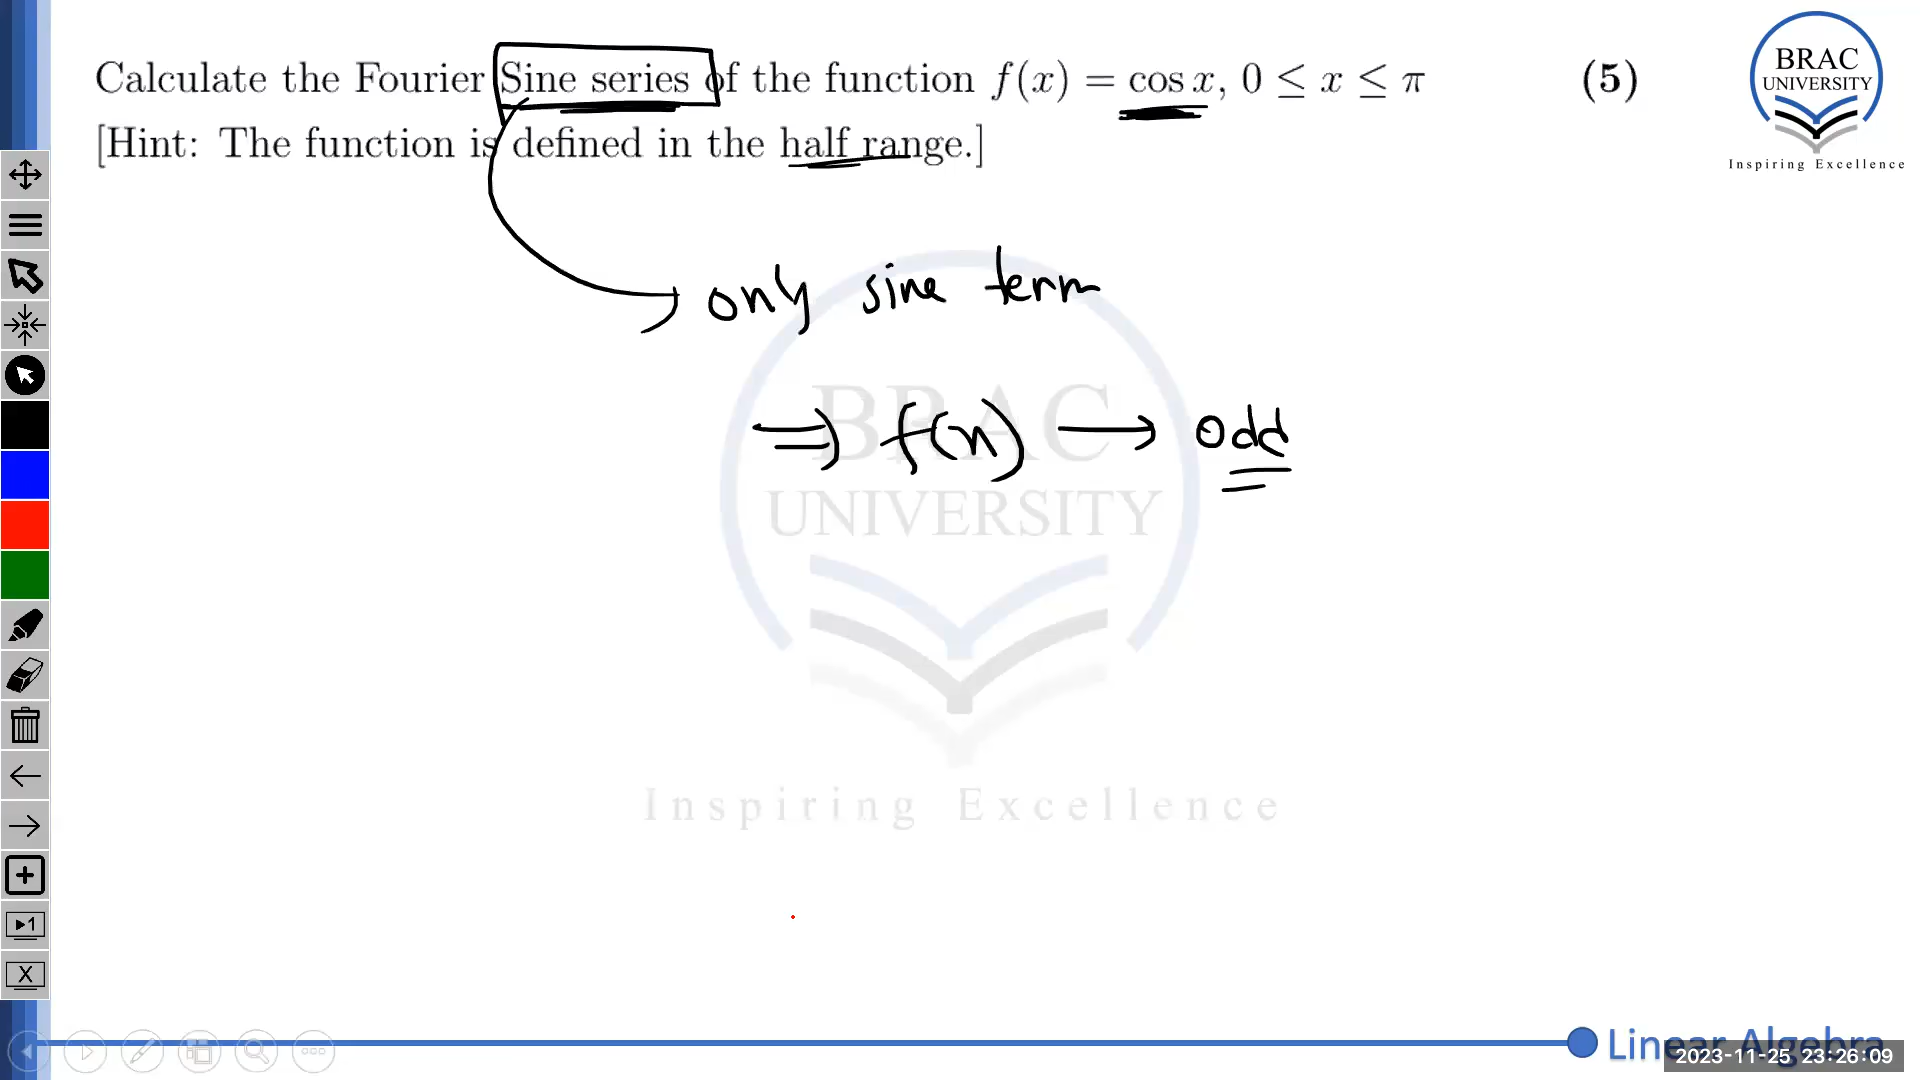 Calculate the Fourier Sine series of the function f(x) = cos x, 0 ≤ x ≤ π (5)
[Hint: The function is defined in the half range.]
BRAC
UNIVERSITY
Inspiring Excellence
only sine term
⇒ f(x) → odd
BRAC
UNIVERSITY
Inspiring Excellence
1
X
Linear Algebra
2023-11-25 23:26:09